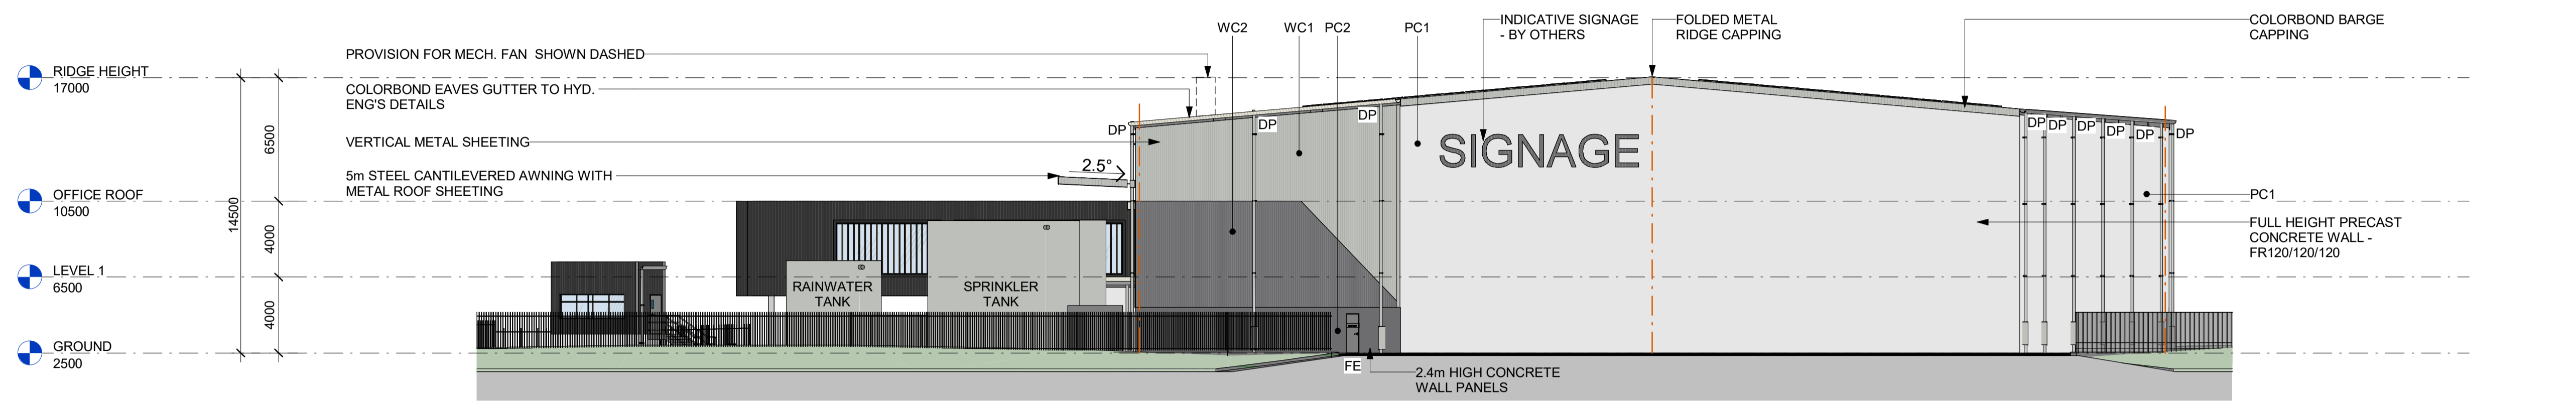 WC2
WC1
PC2
PC1
INDICATIVE SIGNAGE
- BY OTHERS
FOLDED METAL
RIDGE CAPPING
COLORBOND BARGE
CAPPING
PROVISION FOR MECH. FAN SHOWN DASHED
RIDGE HEIGHT
17000
COLORBOND EAVES GUTTER TO HYD.
ENG'S DETAILS
VERTICAL METAL SHEETING
5m STEEL CANTILEVERED AWNING WITH
METAL ROOF SHEETING
2.5°
DP
DP
DP
SIGNAGE
DP
DP
DP
DP
DP
DP
OFFICE ROOF
10500
14500
6500
4000
4000
PC1
FULL HEIGHT PRECAST
CONCRETE WALL -
FR120/120/120
LEVEL 1
6500
RAINWATER
TANK
SPRINKLER
TANK
GROUND
2500
FE
2.4m HIGH CONCRETE
WALL PANELS